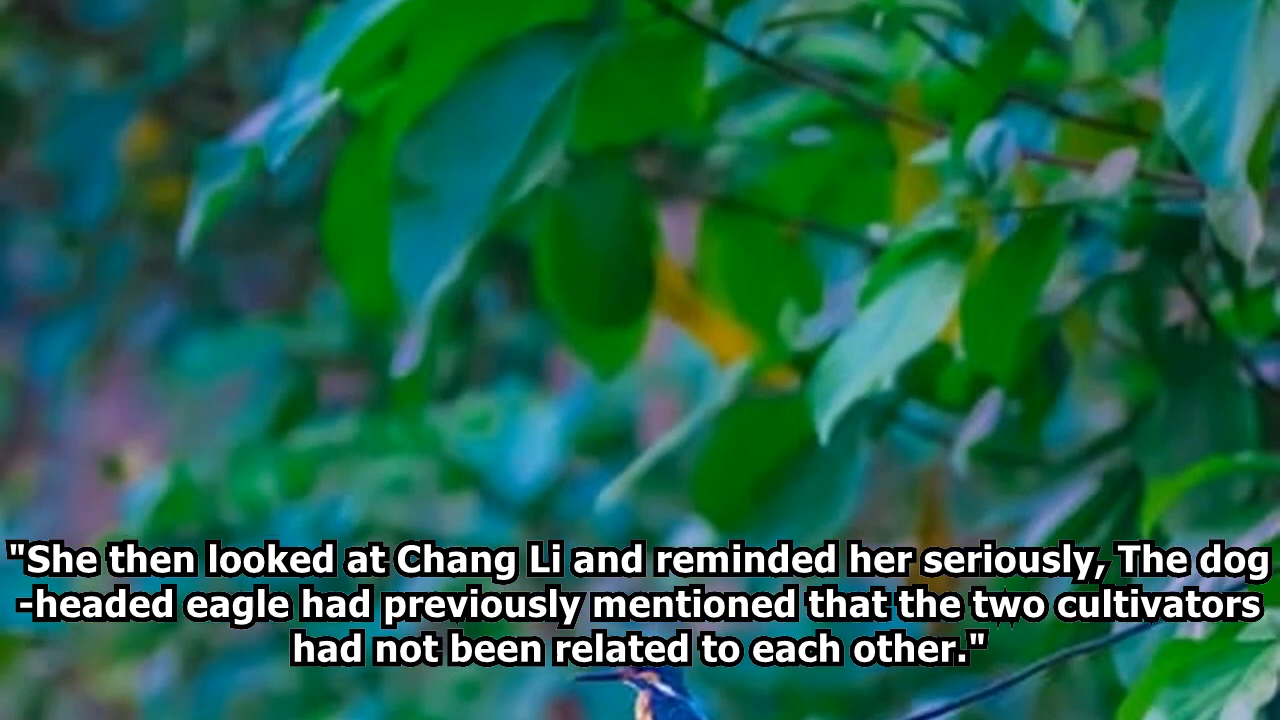 "She then looked at Chang Li and reminded her seriously, The dog
-headed eagle had previously mentioned that the two cultivators
had not been related to each other."